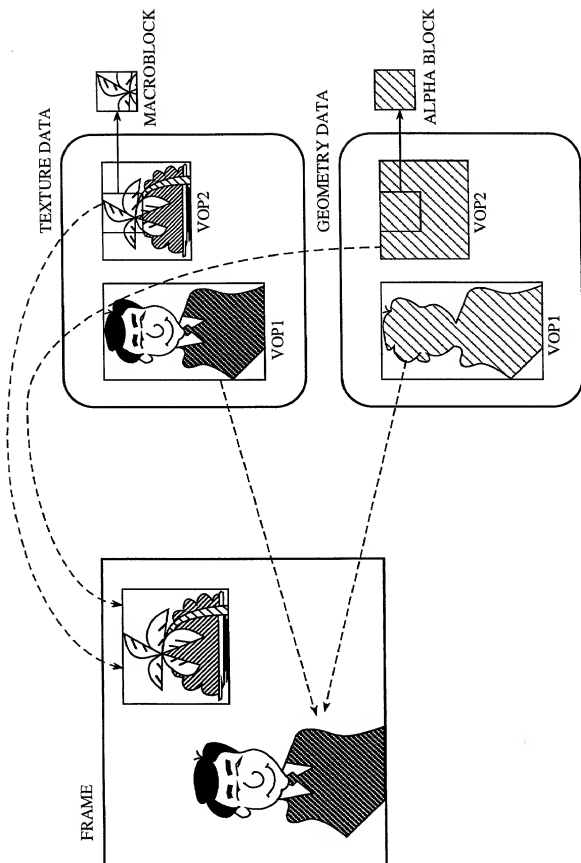 FRAME
TEXTURE DATA
VOP1
VOP2
MACROBLOCK
GEOMETRY DATA
VOP1
VOP2
ALPHA BLOCK